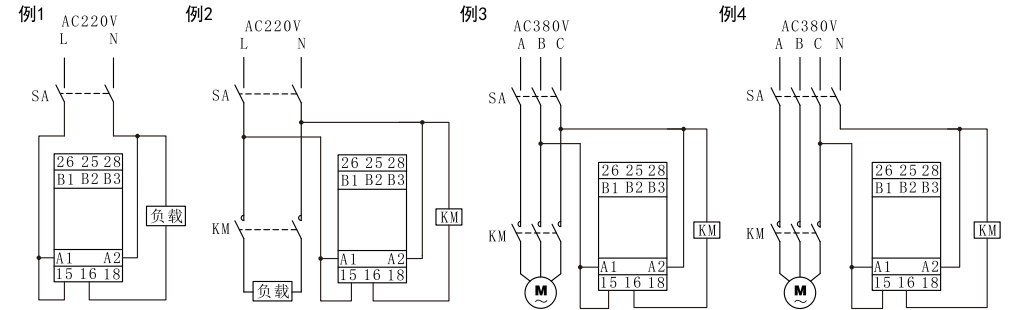 例1
AC220V
L N
SA
26 25 28
B1 B2 B3
负载
A1 A2
15 16 18
例2
AC220V
L N
SA
26 25 28
B1 B2 B3
KM
KM
A1 A2
15 16 18
负载
例3
AC380V
A B C
SA
26 25 28
B1 B2 B3
KM
KM
A1 A2
15 16 18
M
~
例4
AC380V
A B C N
SA
26 25 28
B1 B2 B3
KM
KM
A1 A2
15 16 18
M
~